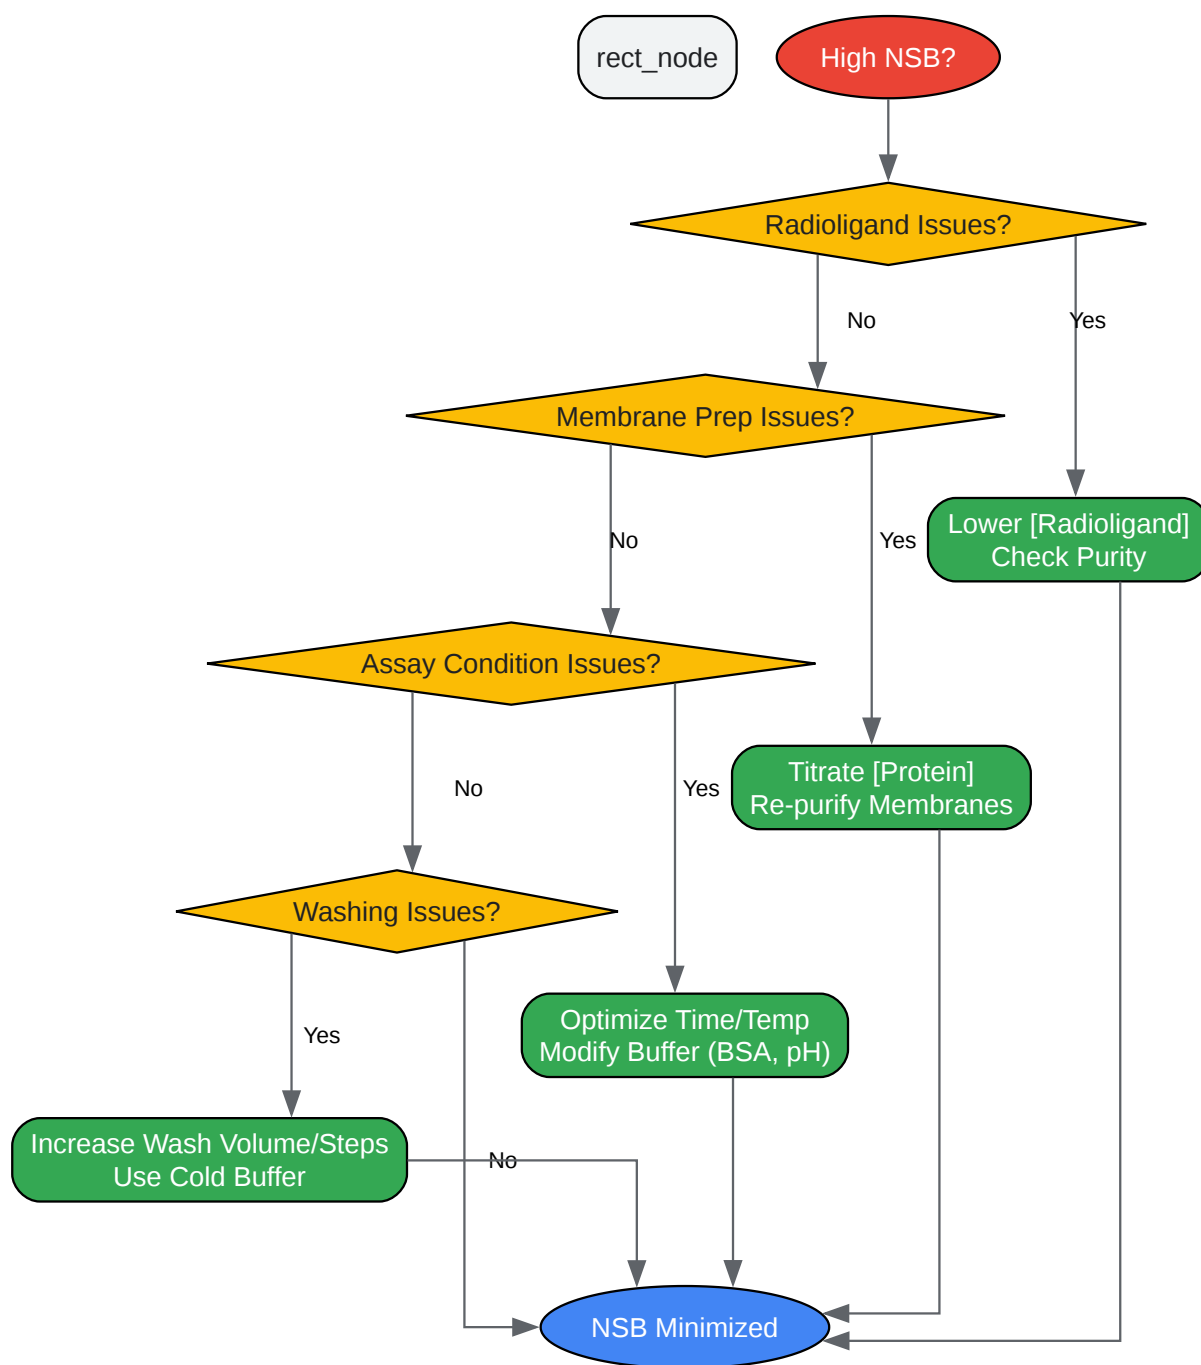 rect_node
High NSB?
Radioligand Issues?
No
Yes
Membrane Prep Issues?
Lower [Radioligand]
Check Purity
No
Yes
Assay Condition Issues?
Titrate [Protein]
Re-purify Membranes
No
Yes
Washing Issues?
Optimize Time/Temp
Modify Buffer (BSA, pH)
Yes
Increase Wash Volume/Steps
Use Cold Buffer
No
NSB Minimized